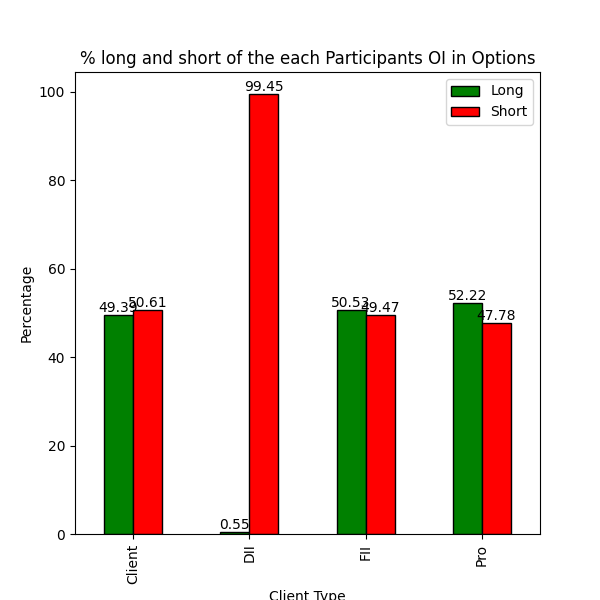 % long and short of the each Participants OI in Options
Long
Short
Percentage
100
80
60
40
20
0
49.39
50.61
0.55
99.45
50.53
49.47
52.22
47.78
Client
DII
FII
Pro
Client Type